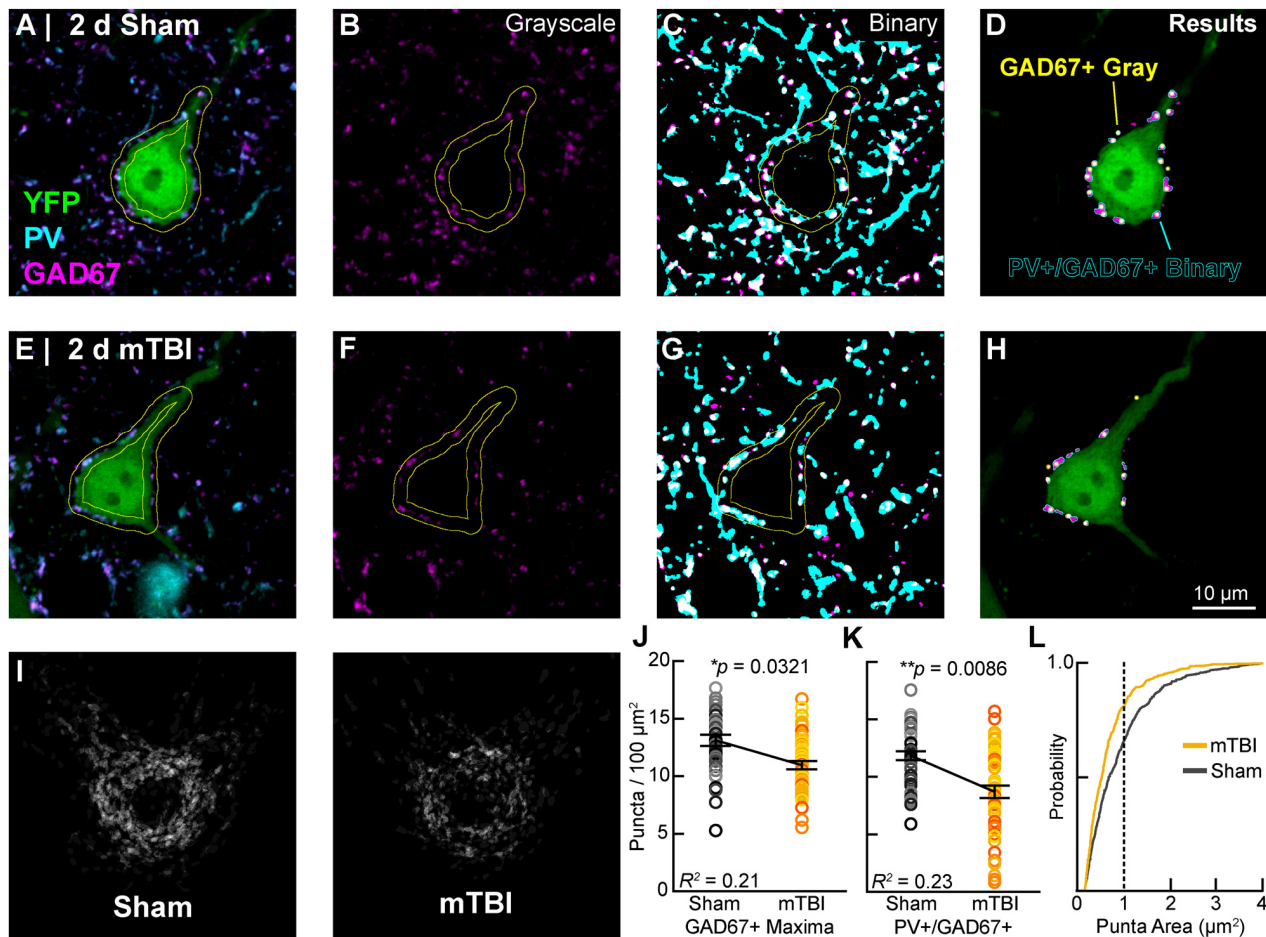 A | 2 d Sham
YFP
PV
GAD67
B
Grayscale
C
Binary
D
Results
GAD67+ Gray
PV+/GAD67+ Binary
E | 2 d mTBI
F
G
H
10 µm
I
Sham
mTBI
J
*p = 0.0321
Puncta / 100 µm²
20
15
10
5
0
R² = 0.21
Sham mTBI
GAD67+ Maxima
K
**p = 0.0086
R² = 0.23
Sham mTBI
PV+/GAD67+
L
1.0
Probability
mTBI
Sham
0 1 2 3 4
Punta Area (µm²)